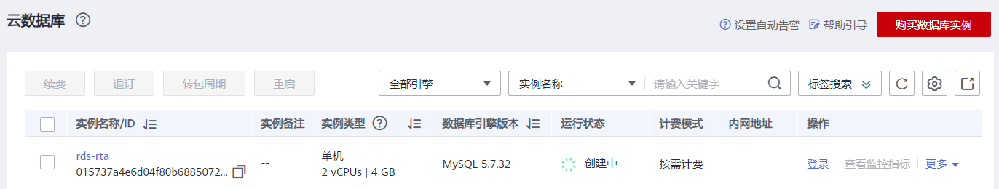 云数据库
设置自动告警 帮助引导 购买数据库实例
续费 退订 转包周期 重启 全部引擎 实例名称 请输入关键字 标签搜索
实例名称/ID 实例备注 实例类型 数据库引擎版本 运行状态 计费模式 内网地址 操作
rds-rta
015737a4e6d04f80b6885072...
--
单机
2 vCPUs | 4 GB
MySQL 5.7.32 创建中 按需计费 登录 查看监控指标 更多